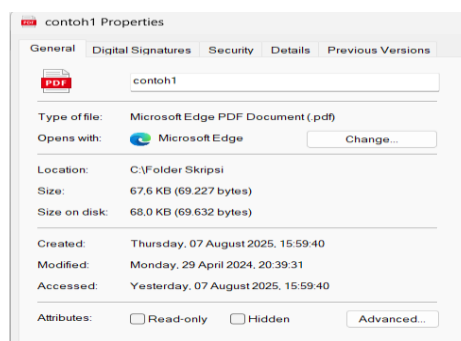 contoh1 Properties
General Digital Signatures Security Details Previous Versions
PDF
contoh1
Type of file: Microsoft Edge PDF Document (.pdf)
Opens with: Microsoft Edge Change...
Location: C:\Folder Skripsi
Size: 67,6 KB (69.227 bytes)
Size on disk: 68,0 KB (69.632 bytes)
Created: Thursday, 07 August 2025, 15:59:40
Modified: Monday, 29 April 2024, 20:39:31
Accessed: Yesterday, 07 August 2025, 15:59:40
Attributes: Read-only Hidden Advanced...